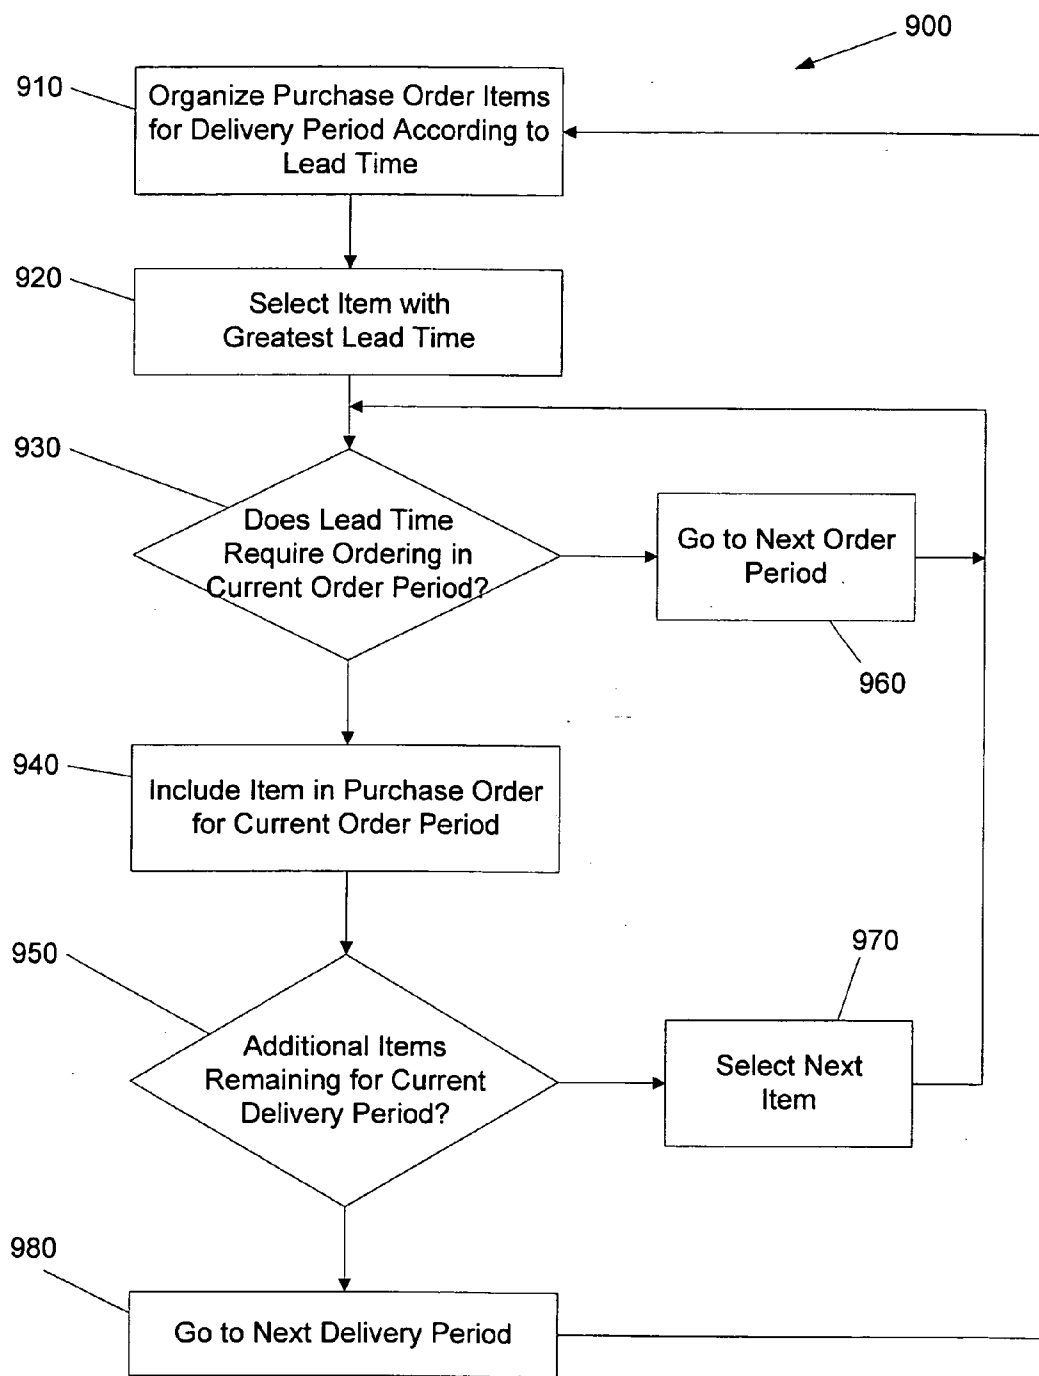 900
910
Organize Purchase Order Items
for Delivery Period According to
Lead Time
920
Select Item with
Greatest Lead Time
930
Does Lead Time
Require Ordering in
Current Order Period?
Go to Next Order
Period
960
940
Include Item in Purchase Order
for Current Order Period
950
970
Additional Items
Remaining for Current
Delivery Period?
Select Next
Item
980
Go to Next Delivery Period